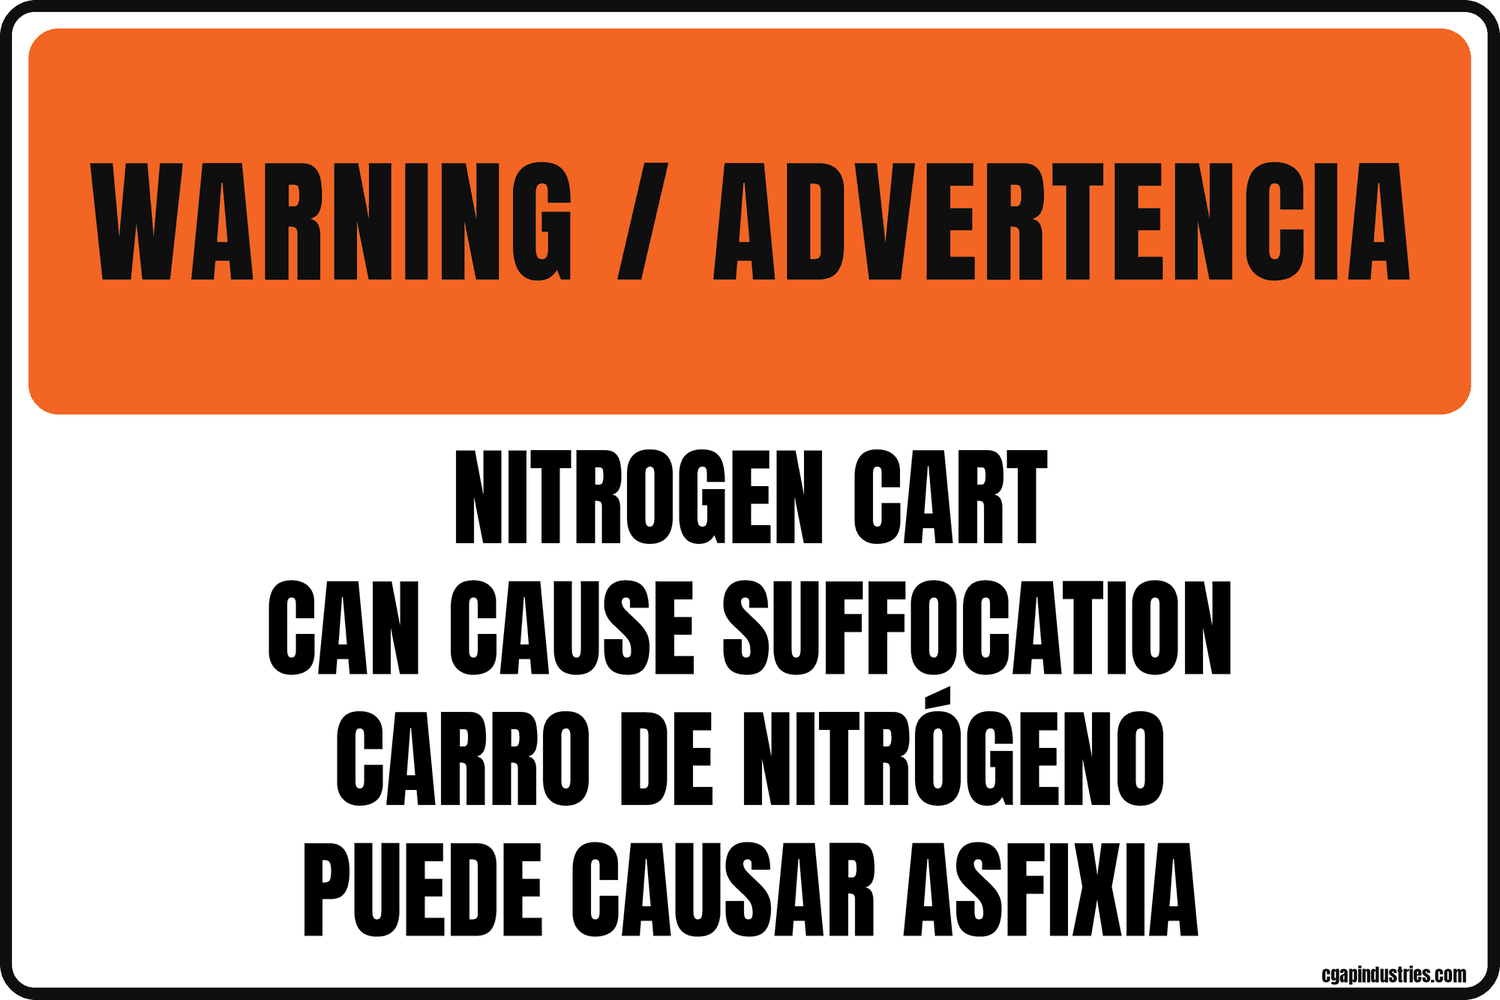 WARNING / ADVERTENCIA
NITROGEN CART
CAN CAUSE SUFFOCATION
CARRO DE NITRÓGENO
PUEDE CAUSAR ASFIXIA
cgapindustries.com